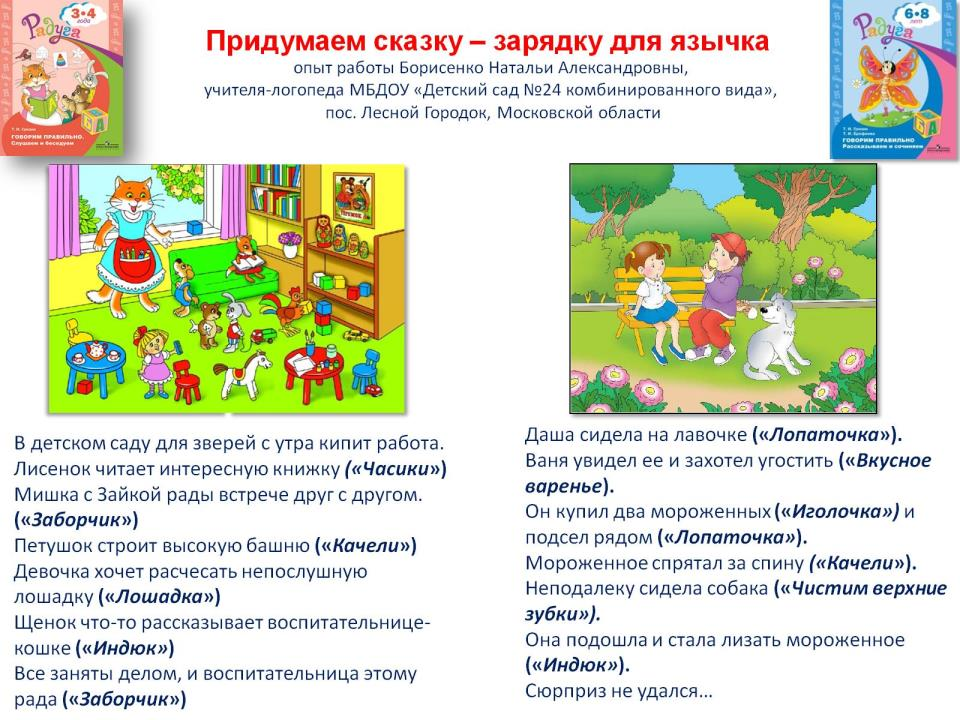 3•4
года
Радуга
Т. И. Гризик
ГОВОРИМ ПРАВИЛЬНО.
Слушаем и беседуем
Придумаем сказку – зарядку для язычка
опыт работы Борисенко Натальи Александровны,
учителя-логопеда МБДОУ «Детский сад №24 комбинированного вида»,
пос. Лесной Городок, Московской области
6•8
лет
Радуга
Т. И. Гризик
ГОВОРИМ ПРАВИЛЬНО
Рассказываем и сочиняем
В детском саду для зверей с утра кипит работа.
Лисенок читает интересную книжку («Часики»)
Мишка с Зайкой рады встрече друг с другом.
(«Заборчик»)
Петушок строит высокую башню («Качели»)
Девочка хочет расчесать непослушную
лошадку («Лошадка»)
Щенок что-то рассказывает воспитательнице-
кошке («Индюк»)
Все заняты делом, и воспитательница этому
рада («Заборчик»)
Даша сидела на лавочке («Лопаточка»).
Ваня увидел ее и захотел угостить («Вкусное
варенье).
Он купил два мороженных («Иголочка») и
подсел рядом («Лопаточка»).
Мороженное спрятал за спину («Качели»).
Неподалеку сидела собака («Чистим верхние
зубки»).
Она подошла и стала лизать мороженное
(«Индюк»).
Сюрприз не удался…